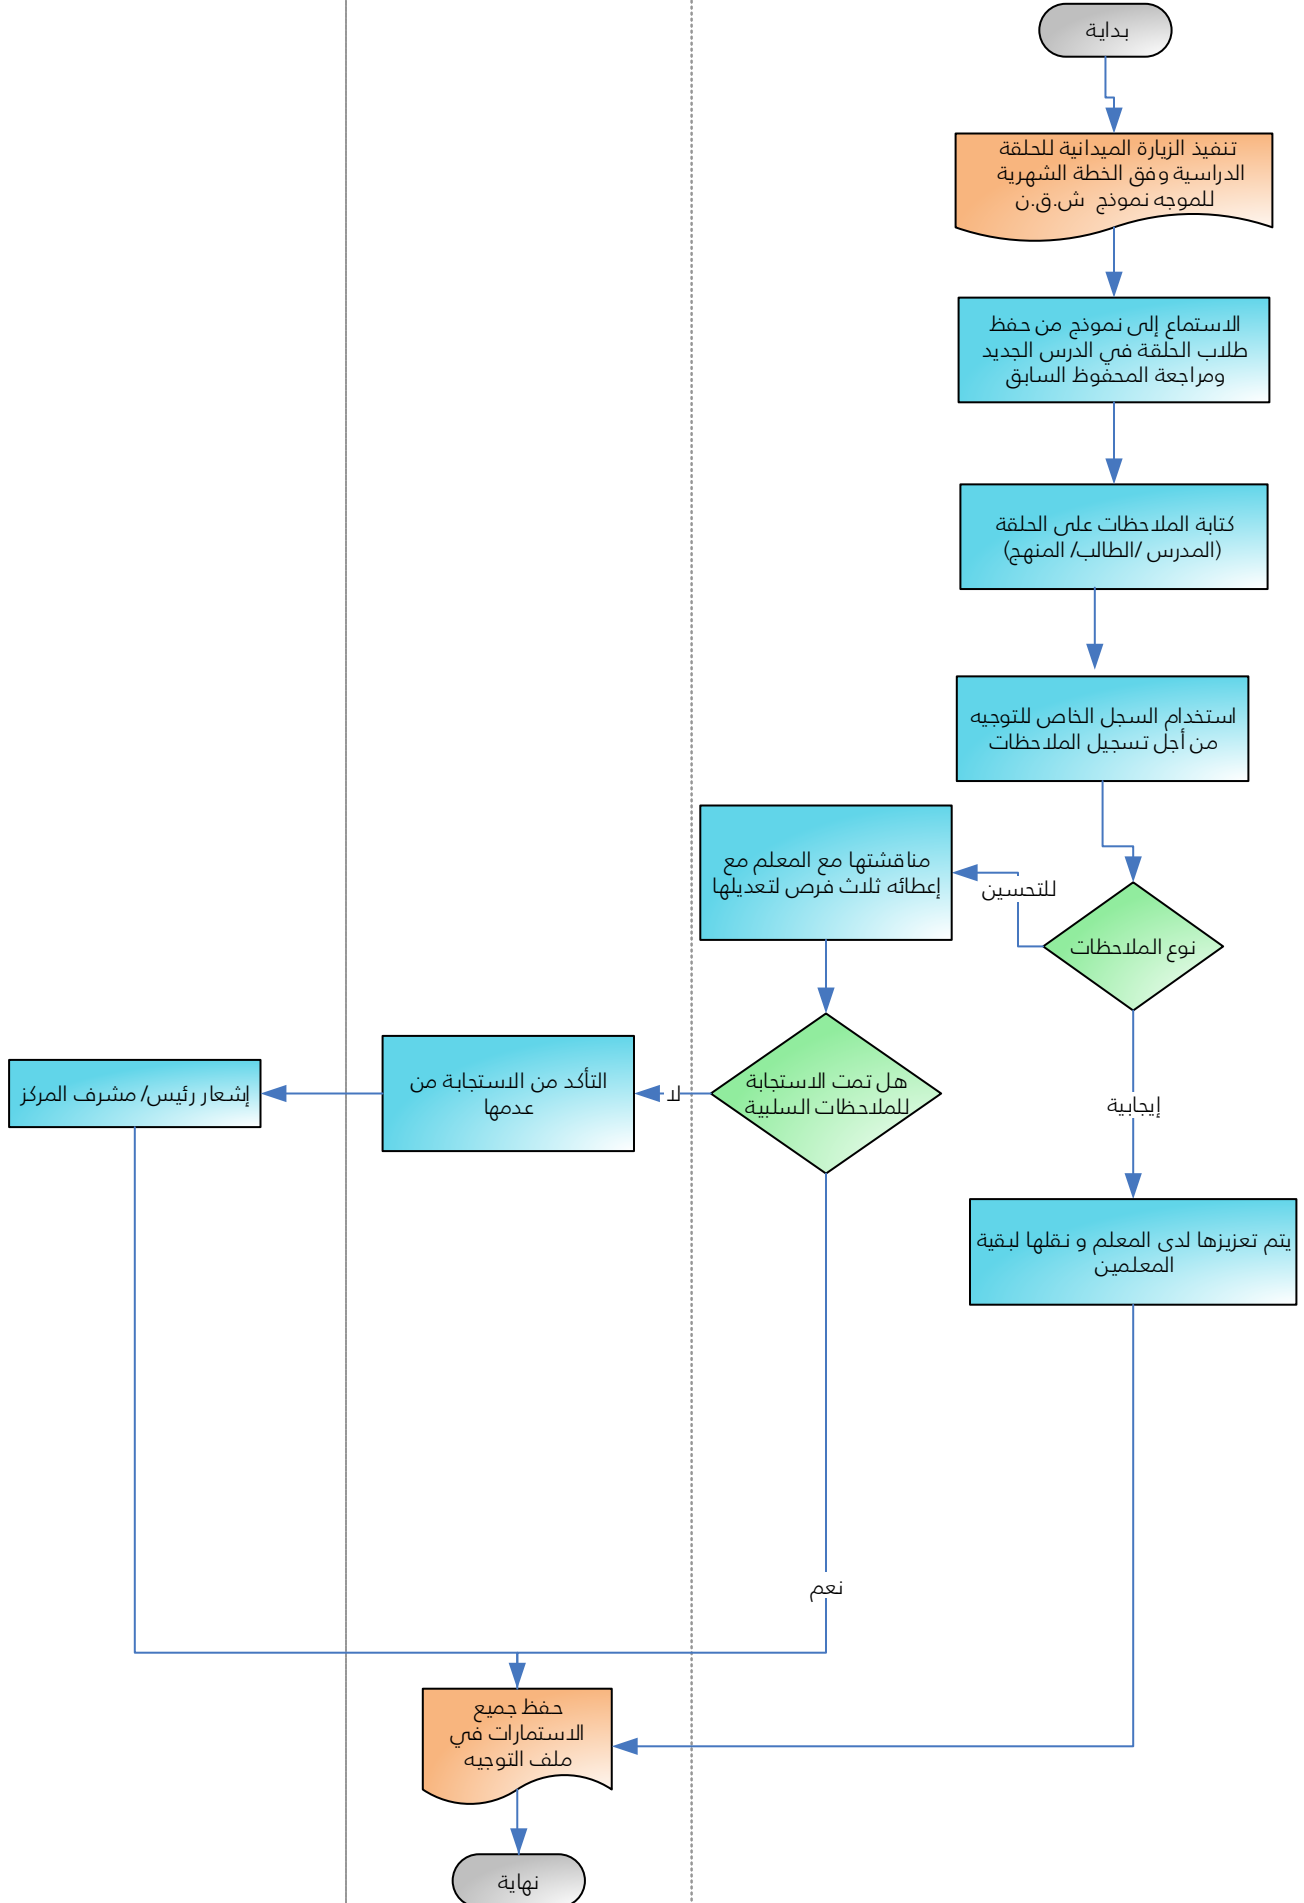 بداية
تنفيذ الزيارة الميدانية للحلقة
الدراسية وفق الخطة الشهرية
للموجه نموذج ش.ق.ن
الاستماع إلى نموذج من حفظ
طلاب الحلقة في الدرس الجديد
ومراجعة المحفوظ السابق
كتابة الملاحظات على الحلقة
(المدرس /الطالب/ المنهج)
استخدام السجل الخاص للتوجيه
من أجل تسجيل الملاحظات
نوع الملاحظات
للتحسين
مناقشتها مع المعلم مع
إعطائه ثلاث فرص لتعديلها
إيجابية
هل تمت الاستجابة
للملاحظات السلبية
لا
التأكد من الاستجابة من
عدمها
إشعار رئيس/ مشرف المركز
يتم تعزيزها لدى المعلم و نقلها لبقية
المعلمين
نعم
حفظ جميع
الاستمارات في
ملف التوجيه
نهاية